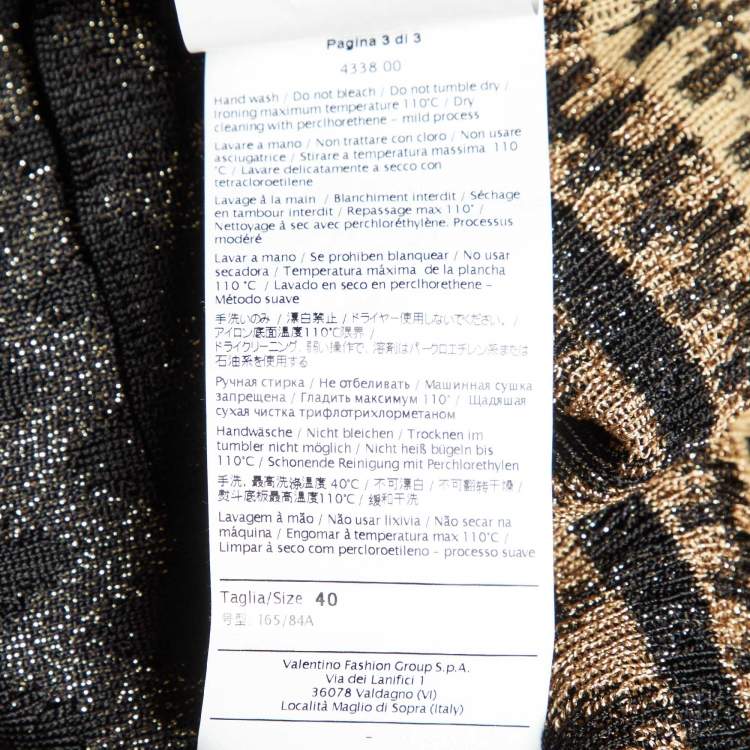 Pagina 3 di 3
4338 00
Hand wash / Do not bleach / Do not tumble dry /
Ironing maximum temperature 110°C / Dry
cleaning with perclhorethene – mild process
Lavare a mano / Non trattare con cloro / Non usare
asciugatrice / Stirare a temperatura massima 110
°C / Lavare delicatamente a secco con
tetracloroetilene
Lavage à la main / Blanchiment interdit / Séchage
en tambour interdit / Repassage max 110° /
Nettoyage à sec avec perchloréthylène. Processus
modéré
Lavar a mano / Se prohiben blanquear / No usar
secadora / Temperatura máxima de la plancha
110 °C / Lavado en seco en perclhorethene –
Método suave
手洗いのみ / 漂白禁止 / ドライヤー使用しないでください。 /
アイロン底面温度110°C限界 /
ドライクリーニング、弱い操作で、溶剤はパークロエチレン系または
石油系を使用する
Ручная стирка / Не отбеливать / Машинная сушка
запрещена / Гладить максимум 110° / Щадящая
сухая чистка трифлотрихлорметаном
Handwäsche / Nicht bleichen / Trocknen im
tumbler nicht möglich / Nicht heiß bügeln bis
110°C / Schonende Reinigung mit Perchlorethylen
手洗, 最高洗涤温度 40°C / 不可漂白 / 不可翻转干燥 /
熨斗底板最高温度110°C / 缓和干洗
Lavagem à mão / Não usar lixivia / Não secar na
máquina / Engomar à temperatura max 110°C /
Limpar à seco com percloroetileno – processo suave
Taglia/Size 40
号型: 165/84A
Valentino Fashion Group S.p.A.
Via dei Lanifici 1
36078 Valdagno (VI)
Località Maglio di Sopra (Italy)